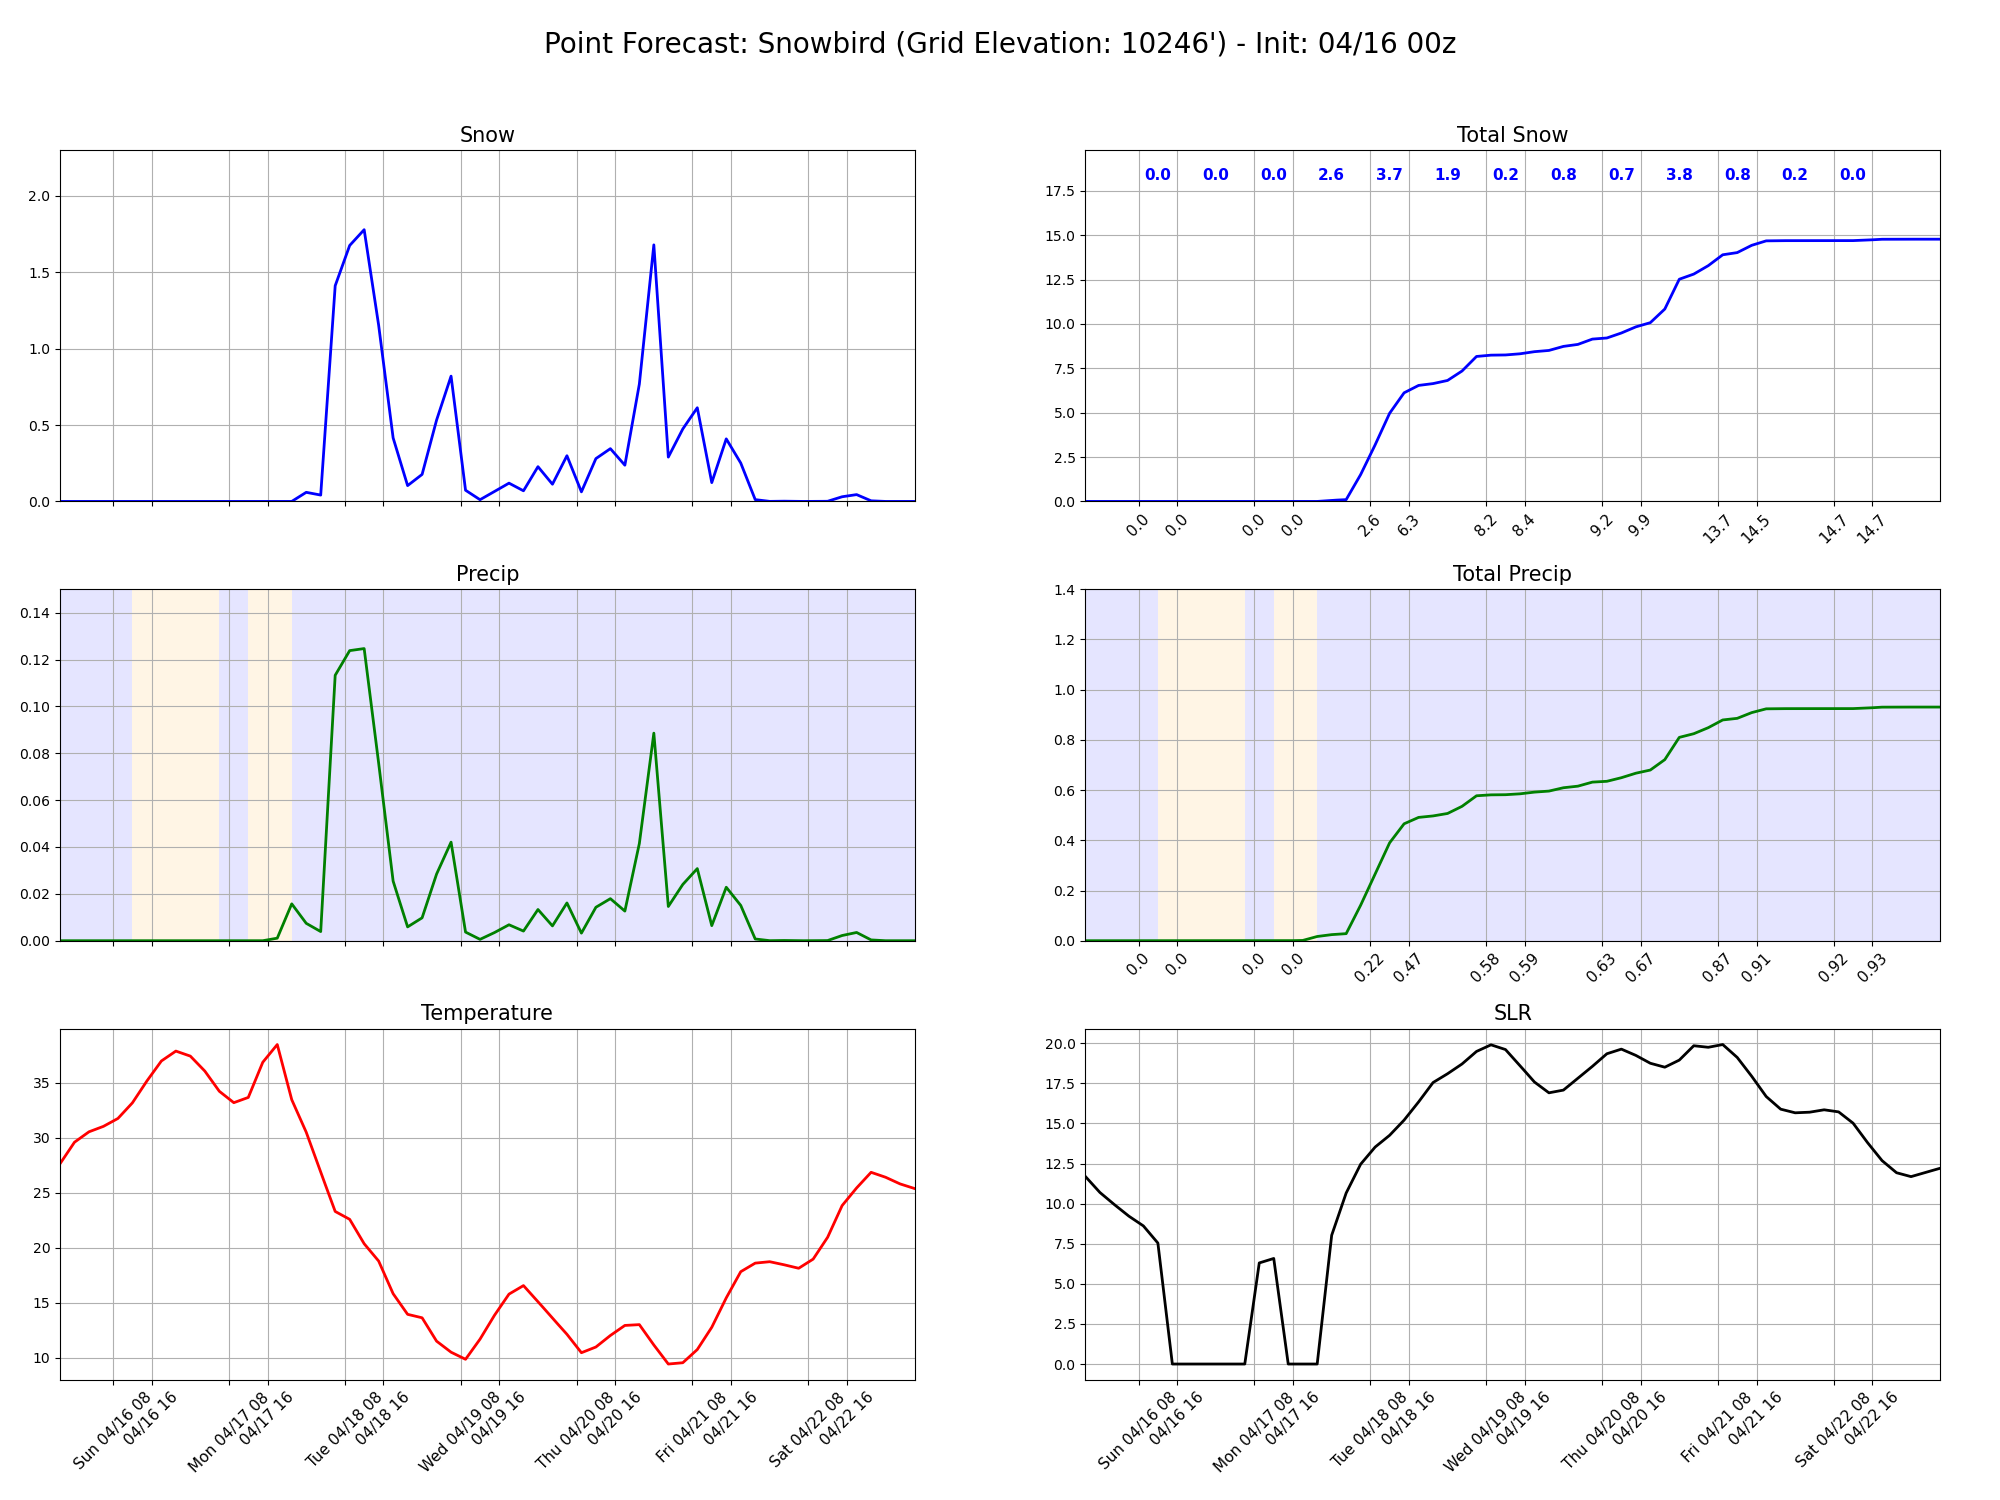 Point Forecast: Snowbird (Grid Elevation: 10246') - Init: 04/16 00z
Snow
2.0
1.5
1.0
0.5
0.0
Total Snow
0.0 0.0 0.0 2.6 3.7 1.9 0.2 0.8 0.7 3.8 0.8 0.2 0.0
17.5
15.0
12.5
10.0
7.5
5.0
2.5
0.0
0.0 0.0 0.0 0.0 2.6 6.3 8.2 8.4 9.2 9.9 13.7 14.5 14.7 14.7
Precip
0.14
0.12
0.10
0.08
0.06
0.04
0.02
0.00
Total Precip
1.4
1.2
1.0
0.8
0.6
0.4
0.2
0.0
0.0 0.0 0.0 0.0 0.22 0.47 0.58 0.59 0.63 0.67 0.87 0.91 0.92 0.93
Temperature
35
30
25
20
15
10
Sun 04/16 08
04/16 16
Mon 04/17 08
04/17 16
Tue 04/18 08
04/18 16
Wed 04/19 08
04/19 16
Thu 04/20 08
04/20 16
Fri 04/21 08
04/21 16
Sat 04/22 08
04/22 16
SLR
20.0
17.5
15.0
12.5
10.0
7.5
5.0
2.5
0.0
Sun 04/16 08
04/16 16
Mon 04/17 08
04/17 16
Tue 04/18 08
04/18 16
Wed 04/19 08
04/19 16
Thu 04/20 08
04/20 16
Fri 04/21 08
04/21 16
Sat 04/22 08
04/22 16